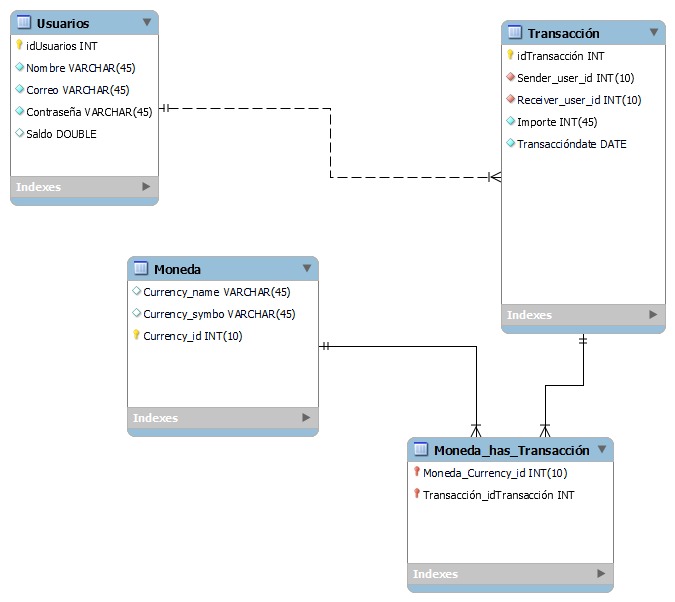 Usuarios
idUsuarios INT
Nombre VARCHAR(45)
Correo VARCHAR(45)
Contraseña VARCHAR(45)
Saldo DOUBLE
Indexes
Transacción
idTransacción INT
Sender_user_id INT(10)
Receiver_user_id INT(10)
Importe INT(45)
Transaccióndate DATE
Indexes
Moneda
Currency_name VARCHAR(45)
Currency_symbo VARCHAR(45)
Currency_id INT(10)
Indexes
Moneda_has_Transacción
Moneda_Currency_id INT(10)
Transacción_idTransacción INT
Indexes